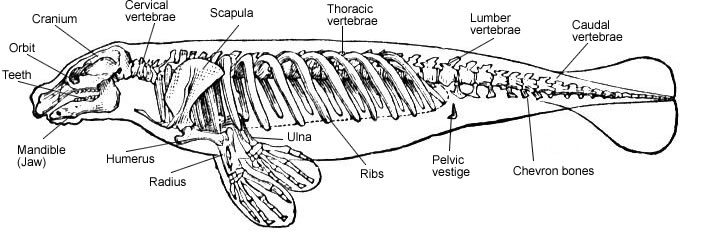 Cranium
Cervical
vertebrae
Scapula
Thoracic
vertebrae
Lumber
vertebrae
Caudal
vertebrae
Orbit
Teeth
Mandible
(Jaw)
Humerus
Radius
Ulna
Ribs
Pelvic
vestige
Chevron bones